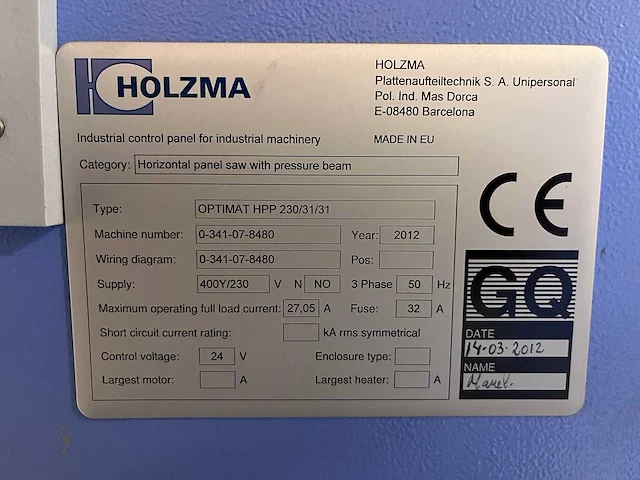 HOLZMA
HOLZMA
Plattenaufteiltechnik S. A. Unipersonal
Pol. Ind. Mas Dorca
E-08480 Barcelona
Industrial control panel for industrial machinery MADE IN EU
Category: Horizontal panel saw with pressure beam
Type: OPTIMAT HPP 230/31/31
Machine number: 0-341-07-8480 Year: 2012
Wiring diagram: 0-341-07-8480 Pos:
Supply: 400Y/230 V N NO 3 Phase 50 Hz
Maximum operating full load current: 27,05 A Fuse: 32 A
Short circuit current rating: kA rms symmetrical
Control voltage: 24 V Enclosure type:
Largest motor: A Largest heater: A
CE
GQ
DATE
14-03-2012
NAME